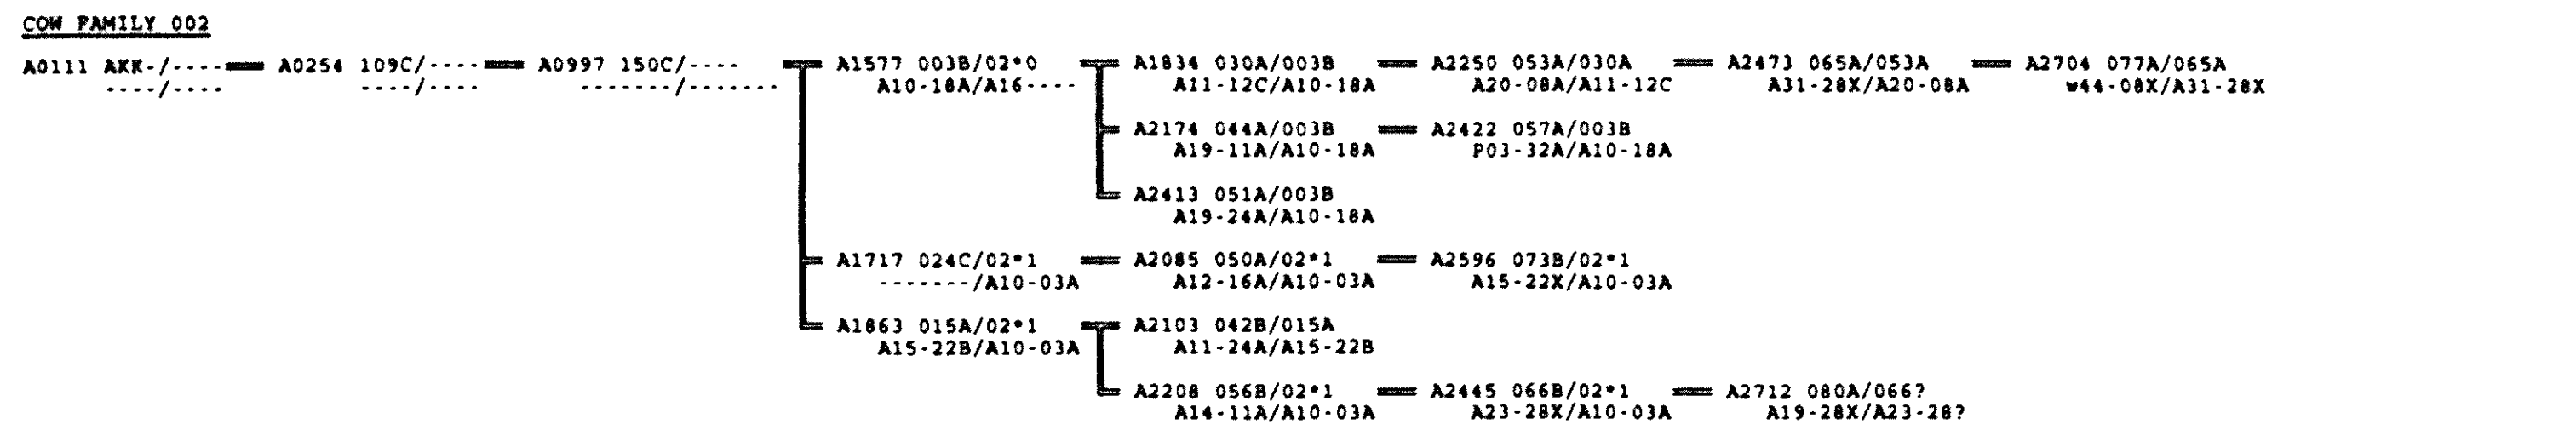 COW FAMILY 002
A0111 AKK-/---- A0254 109C/---- A0997 150C/---- A1577 003B/02*0 A1834 030A/003B A2250 053A/030A A2473 065A/053A A2704 077A/065A
----/---- ----/---- -------/------- A10-18A/A16---- A11-12C/A10-18A A20-08A/A11-12C A31-28X/A20-08A w44-08X/A31-28X
A2174 044A/003B A2422 057A/003B
A19-11A/A10-18A P03-32A/A10-18A
A2413 051A/003B
A19-24A/A10-18A
A1717 024C/02*1 A2085 050A/02*1 A2596 073B/02*1
-------/A10-03A A12-16A/A10-03A A15-22X/A10-03A
A1863 015A/02*1 A2103 042B/015A
A15-22B/A10-03A A11-24A/A15-22B
A2208 056B/02*1 A2445 066B/02*1 A2712 080A/066?
A14-11A/A10-03A A23-28X/A10-03A A19-28X/A23-28?